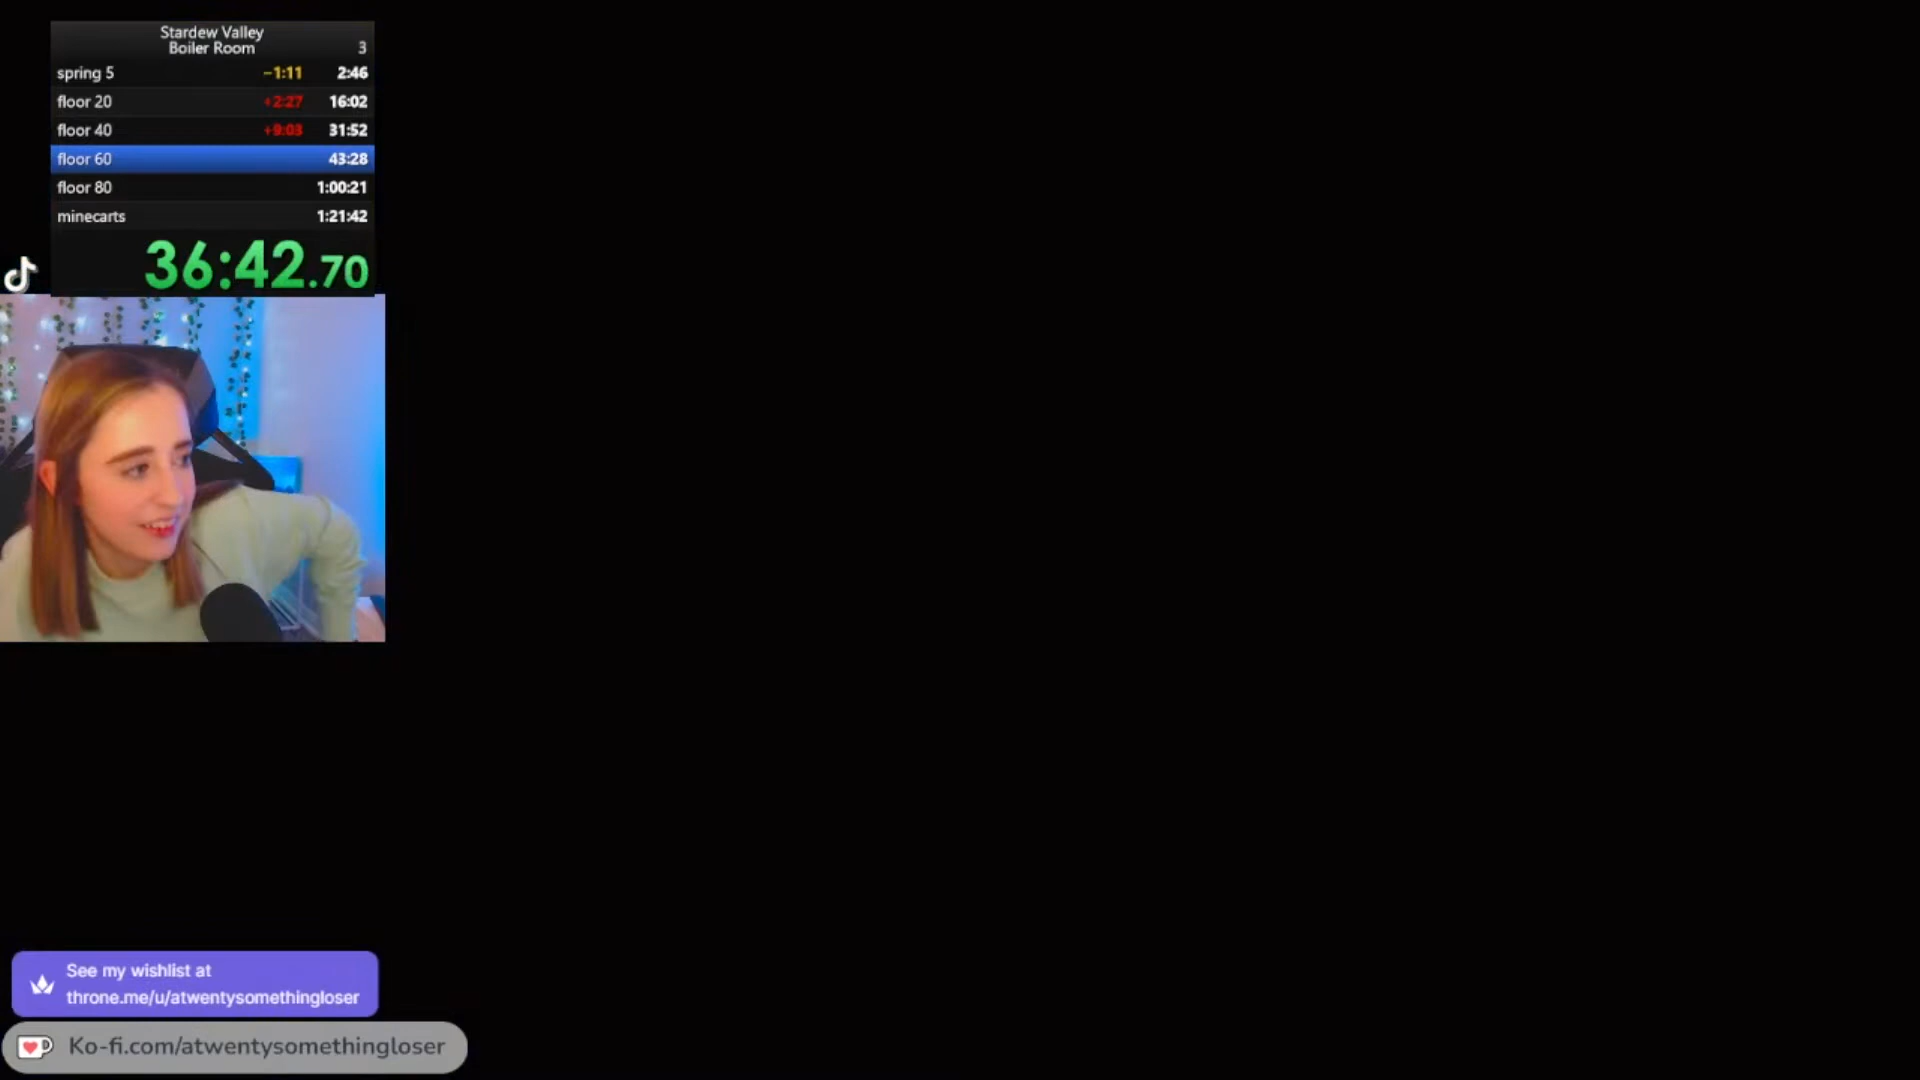 Stardew Valley
Boiler Room 3
spring 5 −1:11 2:46
floor 20 +2:27 16:02
floor 40 +9:03 31:52
floor 60 43:28
floor 80 1:00:21
minecarts 1:21:42
36:42.70
See my wishlist at
throne.me/u/atwentysomethingloser
Ko-fi.com/atwentysomethingloser